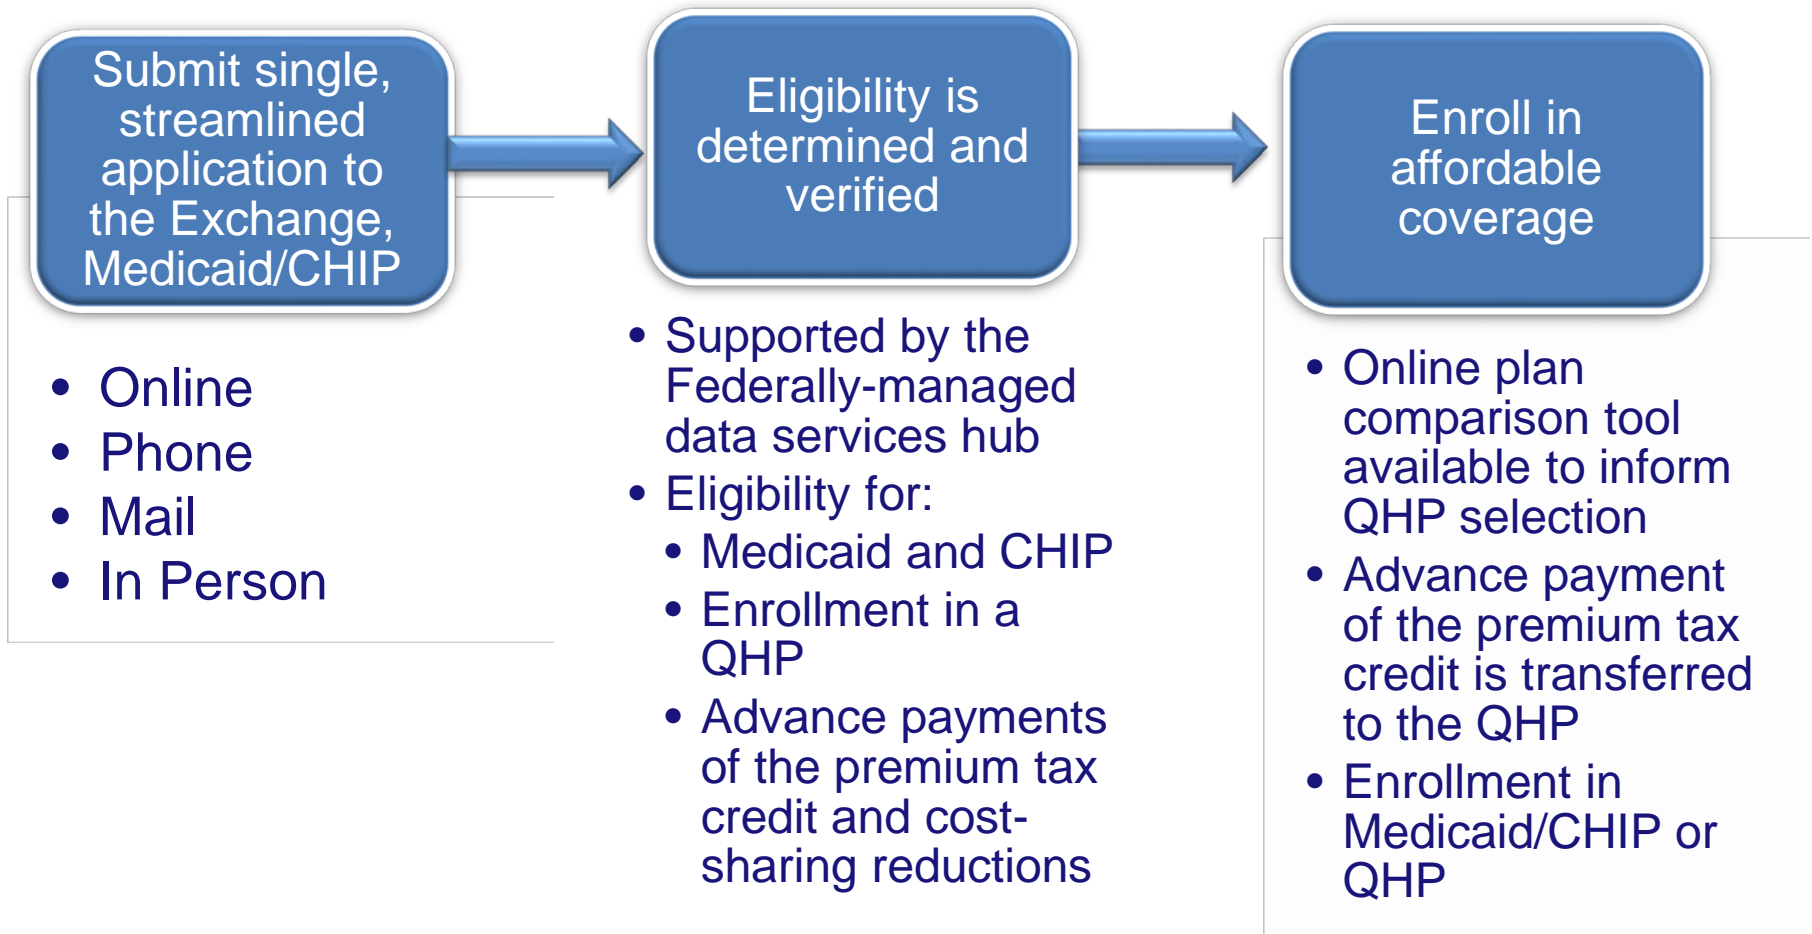 Submit single,
streamlined
application to
the Exchange,
Medicaid/CHIP
• Online
• Phone
• Mail
• In Person
Eligibility is
determined and
verified
• Supported by the
Federally-managed
data services hub
• Eligibility for:
• Medicaid and CHIP
• Enrollment in a
QHP
• Advance payments
of the premium tax
credit and cost-
sharing reductions
Enroll in
affordable
coverage
• Online plan
comparison tool
available to inform
QHP selection
• Advance payment
of the premium tax
credit is transferred
to the QHP
• Enrollment in
Medicaid/CHIP or
QHP